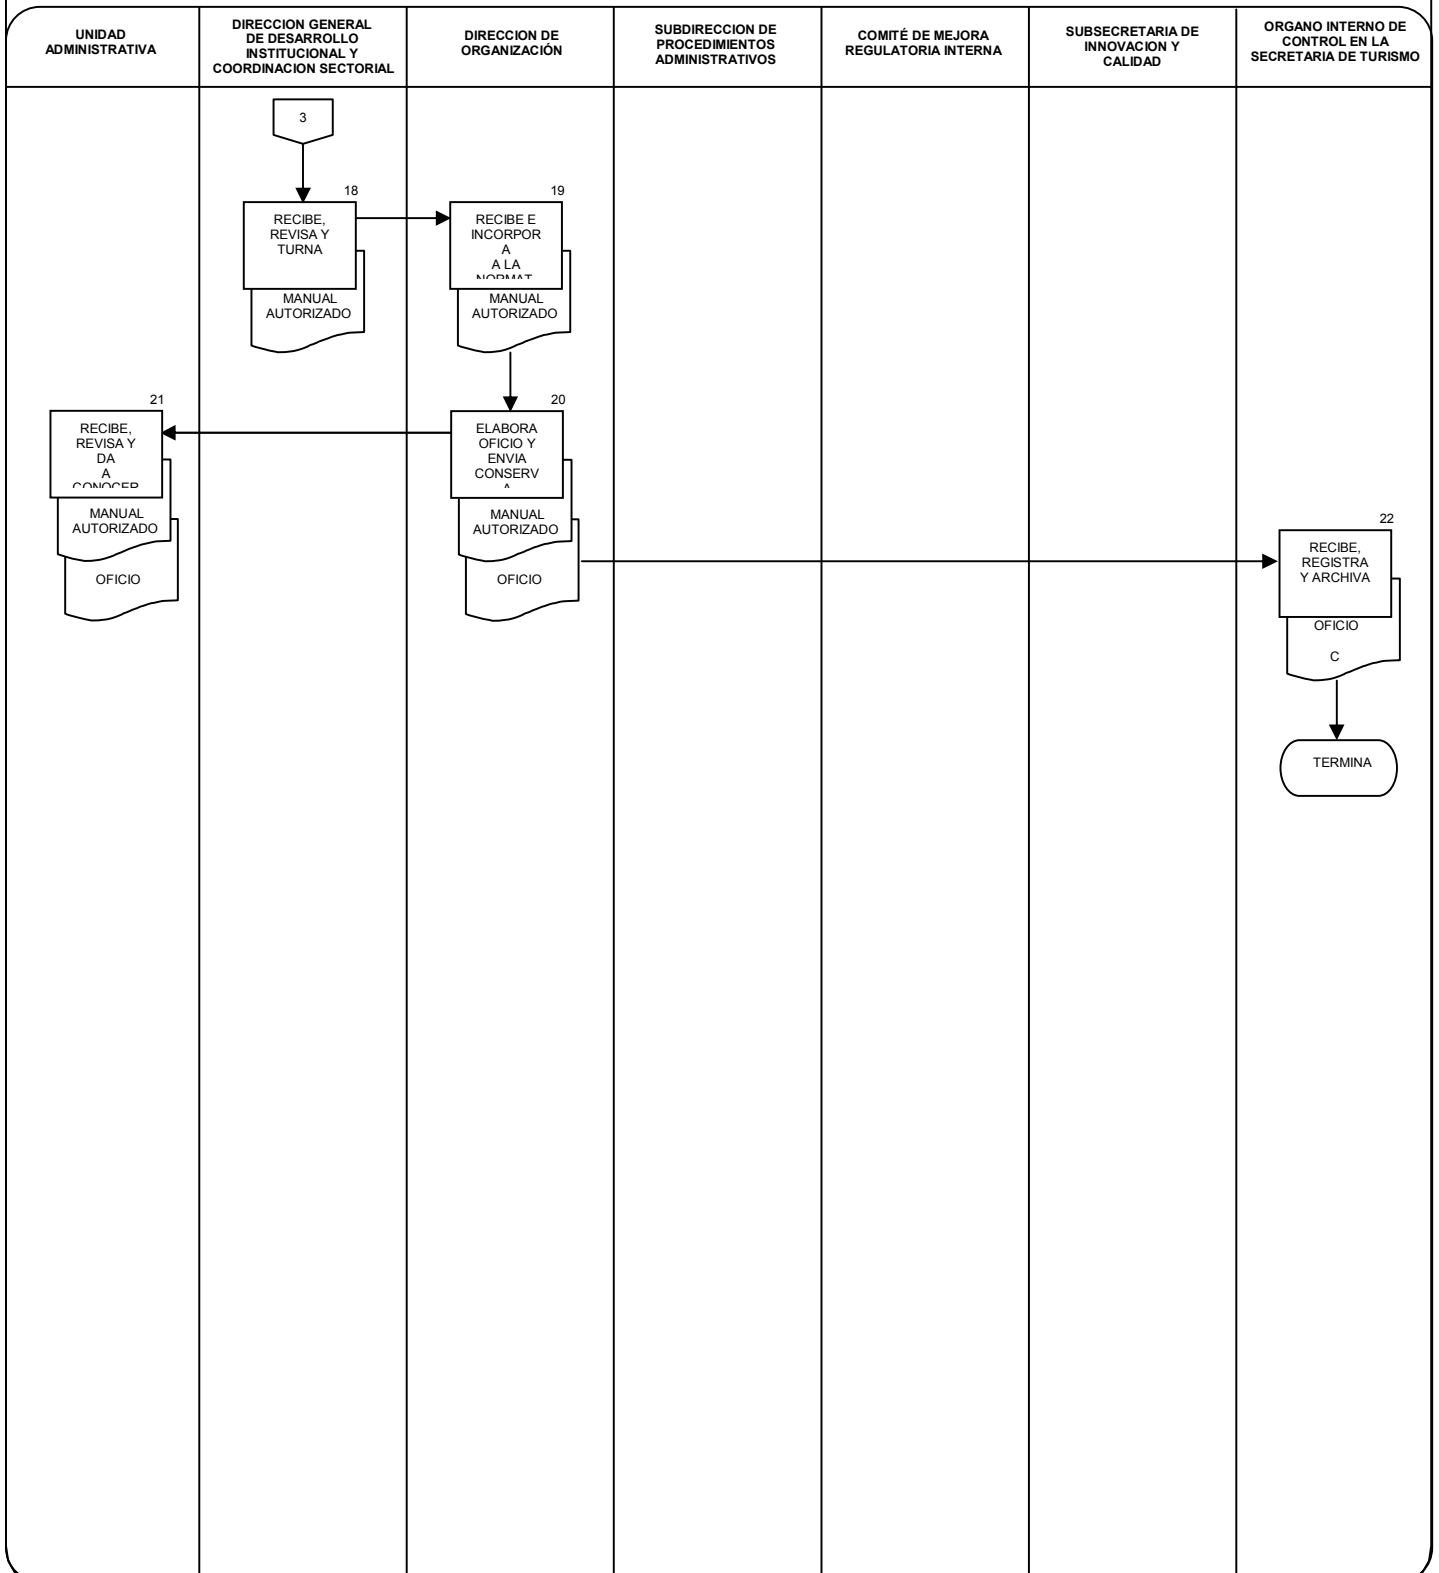 UNIDAD
ADMINISTRATIVA
DIRECCION GENERAL
DE DESARROLLO
INSTITUCIONAL Y
COORDINACION SECTORIAL
DIRECCION DE
ORGANIZACIÓN
SUBDIRECCION DE
PROCEDIMIENTOS
ADMINISTRATIVOS
COMITÉ DE MEJORA
REGULATORIA INTERNA
SUBSECRETARIA DE
INNOVACION Y
CALIDAD
ORGANO INTERNO DE
CONTROL EN LA
SECRETARIA DE TURISMO
3
18
RECIBE,
REVISA Y
TURNA
MANUAL
AUTORIZADO
19
RECIBE E
INCORPOR
A
A LA
NORMAT
MANUAL
AUTORIZADO
21
RECIBE,
REVISA Y
DA
A
CONOCER
MANUAL
AUTORIZADO
OFICIO
20
ELABORA
OFICIO Y
ENVIA
CONSERV
A
MANUAL
AUTORIZADO
OFICIO
22
RECIBE,
REGISTRA
Y ARCHIVA
OFICIO
C
TERMINA